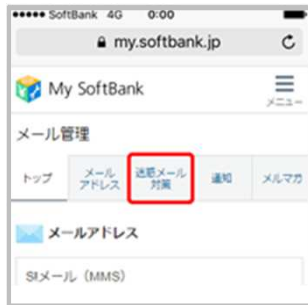 SoftBank 4G 0:00
my.softbank.jp
My SoftBank
メニュー
メール管理
トップ
メール
アドレス
迷惑メール
対策
通知
メルマガ
メールアドレス
S!メール（MMS）